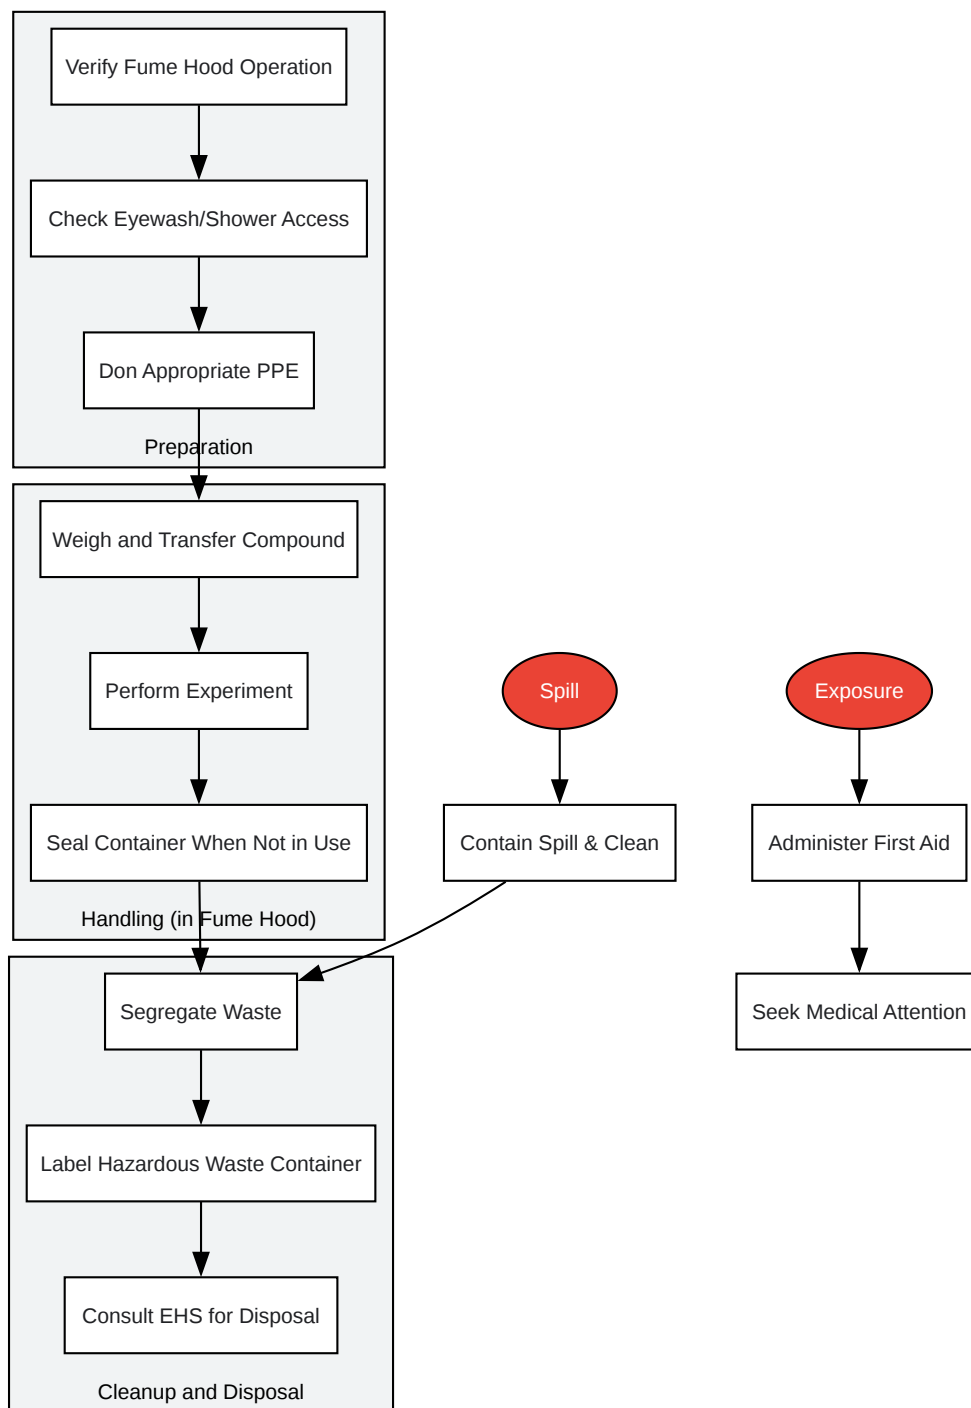 Verify Fume Hood Operation
Check Eyewash/Shower Access
Don Appropriate PPE
Preparation
Weigh and Transfer Compound
Perform Experiment
Seal Container When Not in Use
Handling (in Fume Hood)
Spill
Contain Spill & Clean
Exposure
Administer First Aid
Seek Medical Attention
Segregate Waste
Label Hazardous Waste Container
Consult EHS for Disposal
Cleanup and Disposal